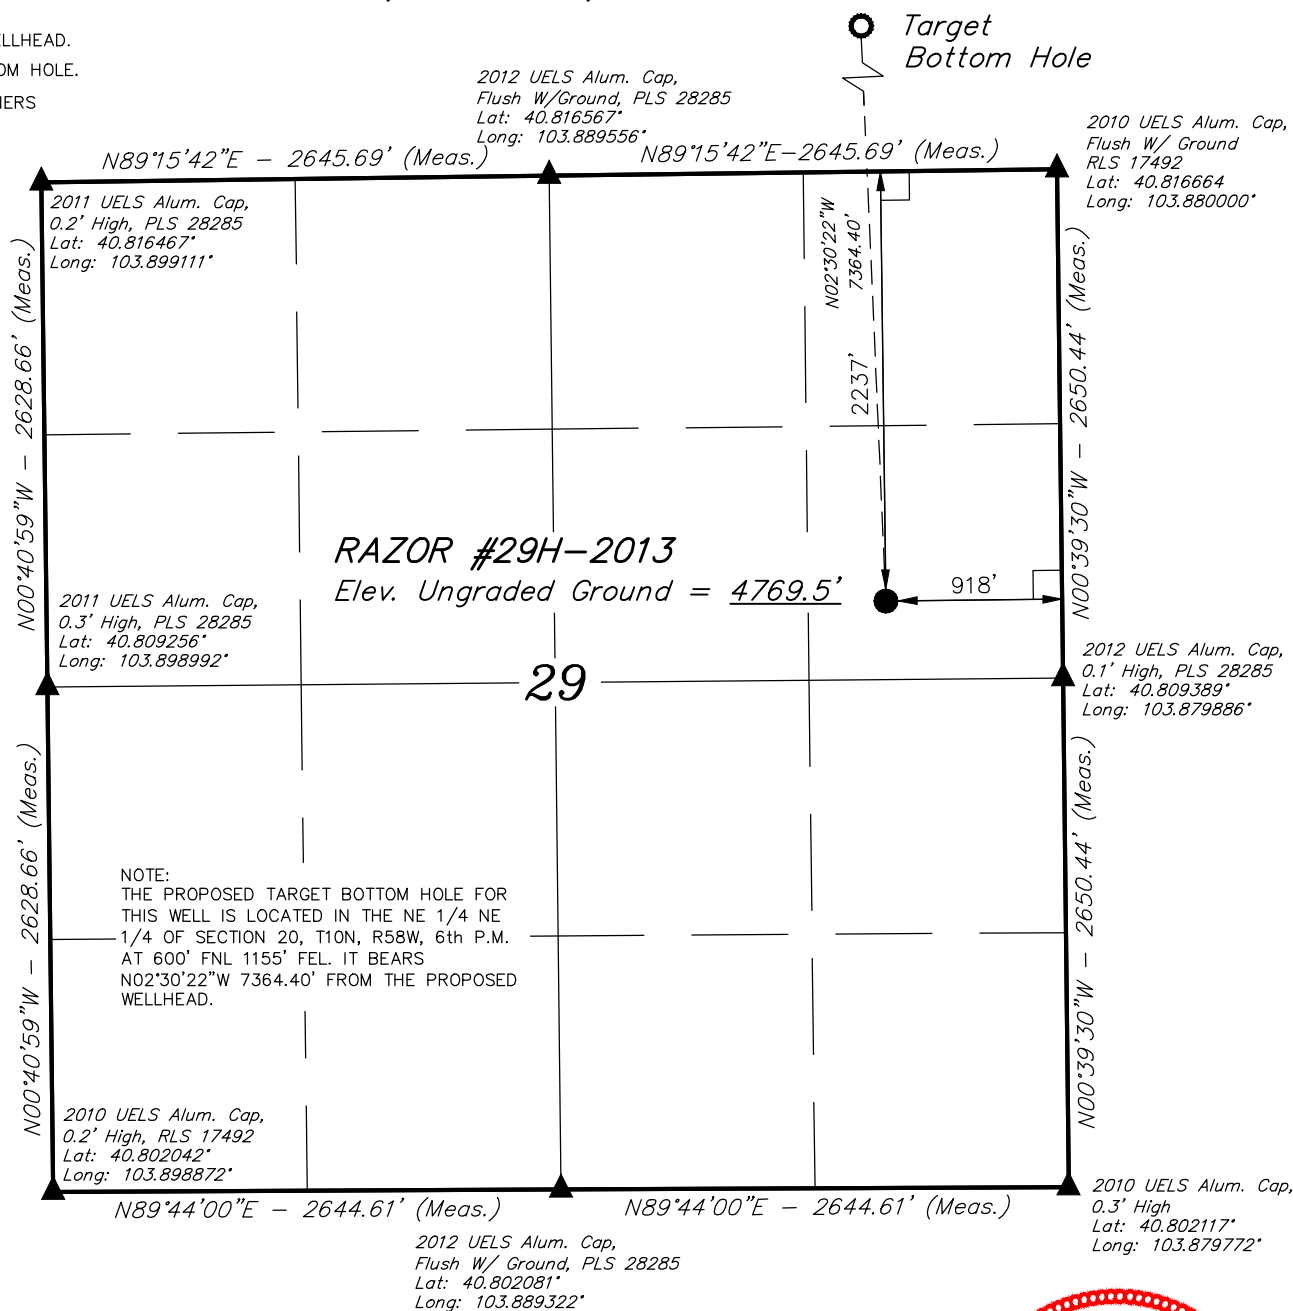 ELLHEAD.
OM HOLE.
NERS
Target
Bottom Hole
2012 UELS Alum. Cap,
Flush W/Ground, PLS 28285
Lat: 40.816567°
Long: 103.889556°
2010 UELS Alum. Cap,
Flush W/ Ground
RLS 17492
Lat: 40.816664
Long: 103.880000°
N89°15'42"E - 2645.69' (Meas.)
N89°15'42"E-2645.69' (Meas.)
2011 UELS Alum. Cap,
0.2' High, PLS 28285
Lat: 40.816467°
Long: 103.899111°
N00°40'59"W - 2628.66' (Meas.)
N02°30'22"W
7364.40'
2237'
N00°39'30"W - 2650.44' (Meas.)
RAZOR #29H-2013
Elev. Ungraded Ground = 4769.5'
918'
2011 UELS Alum. Cap,
0.3' High, PLS 28285
Lat: 40.809256°
Long: 103.898992°
29
2012 UELS Alum. Cap,
0.1' High, PLS 28285
Lat: 40.809389°
Long: 103.879886°
N00°40'59"W - 2628.66' (Meas.)
N00°39'30"W - 2650.44' (Meas.)
NOTE:
THE PROPOSED TARGET BOTTOM HOLE FOR
THIS WELL IS LOCATED IN THE NE 1/4 NE
1/4 OF SECTION 20, T10N, R58W, 6th P.M.
AT 600' FNL 1155' FEL. IT BEARS
N02°30'22"W 7364.40' FROM THE PROPOSED
WELLHEAD.
2010 UELS Alum. Cap,
0.2' High, RLS 17492
Lat: 40.802042°
Long: 103.898872°
N89°44'00"E - 2644.61' (Meas.)
N89°44'00"E - 2644.61' (Meas.)
2010 UELS Alum. Cap,
0.3' High
Lat: 40.802117°
Long: 103.879772°
2012 UELS Alum. Cap,
Flush W/ Ground, PLS 28285
Lat: 40.802081°
Long: 103.889322°